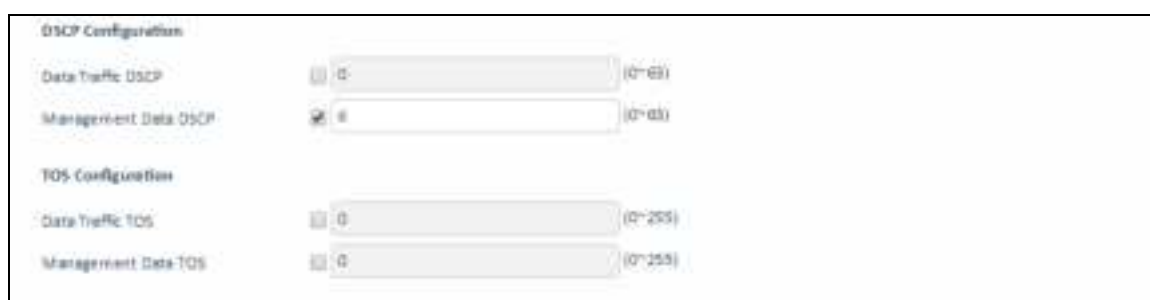 DSCP Configuration
Data Traffic DSCP 0 (0~63)
Management Data DSCP (0~63)
TOS Configuration
Data Traffic TOS 0 (0~255)
Management Data TOS 0 (0~255)